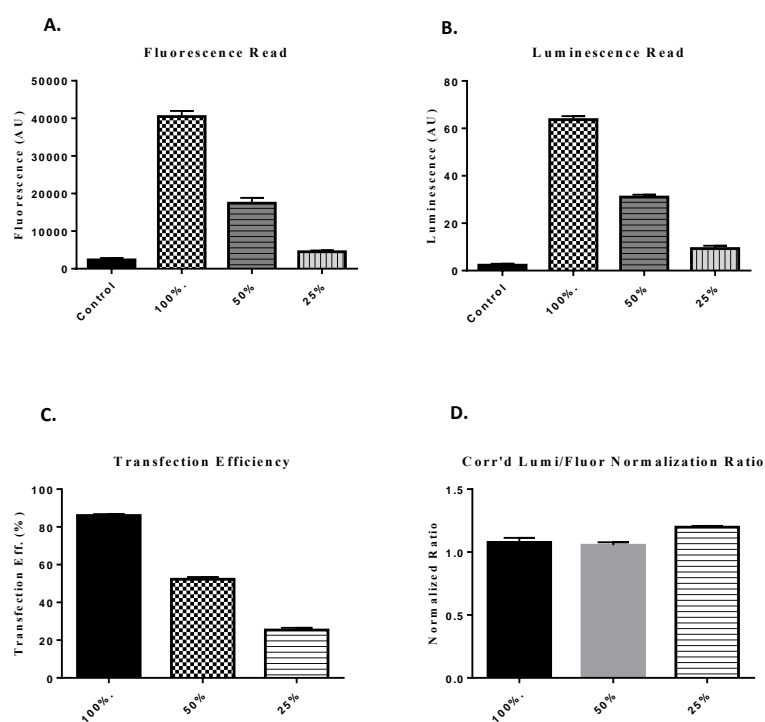 A.
Fluorescence Read
Fluorescence (AU)
50000
40000
30000
20000
10000
0
Control
100%.
50%
25%
B.
Luminescence Read
Luminescence (AU)
80
60
40
20
0
Control
100%.
50%
25%
C.
Transfection Efficiency
Transfection Eff. (%)
100
80
60
40
20
0
100%.
50%
25%
D.
Corr'd Lumi/Fluor Normalization Ratio
Normalized Ratio
1.5
1.0
0.5
0.0
100%.
50%
25%